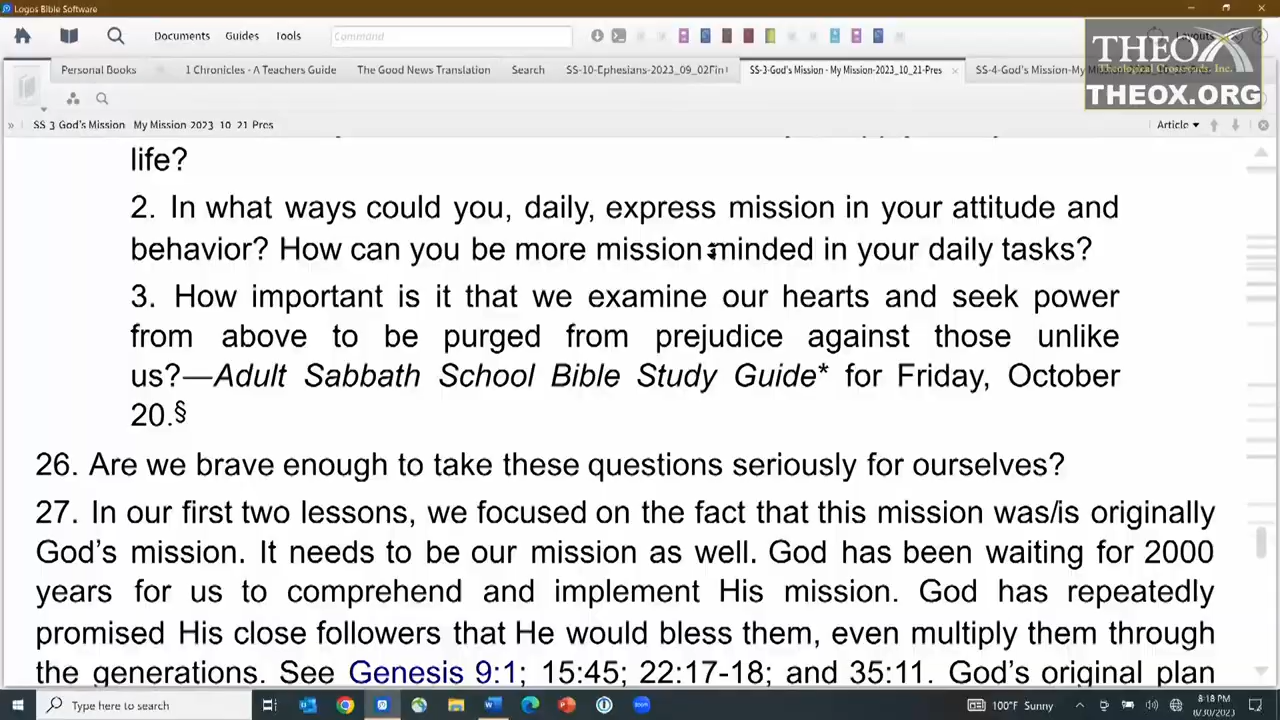 Logos Bible Software
Documents Guides Tools Command Layouts
Personal Books 1 Chronicles - A Teachers Guide The Good News Translation Search SS-10-Ephesians-2023_09_02Fin SS-3-God's Mission - My Mission-2023_10_21-Pres SS-4-God's Mission-My
THEOX
Theological Crossroads, Inc.
THEOX.ORG
» SS 3 God's Mission My Mission 2023 10 21 Pres Article
life?
2. In what ways could you, daily, express mission in your attitude and
behavior? How can you be more mission minded in your daily tasks?
3. How important is it that we examine our hearts and seek power
from above to be purged from prejudice against those unlike
us?—Adult Sabbath School Bible Study Guide* for Friday, October
20.§
26. Are we brave enough to take these questions seriously for ourselves?
27. In our first two lessons, we focused on the fact that this mission was/is originally
God's mission. It needs to be our mission as well. God has been waiting for 2000
years for us to comprehend and implement His mission. God has repeatedly
promised His close followers that He would bless them, even multiply them through
the generations. See Genesis 9:1; 15:45; 22:17-18; and 35:11. God's original plan
Type here to search
100°F Sunny
8:18 PM
8/30/2023